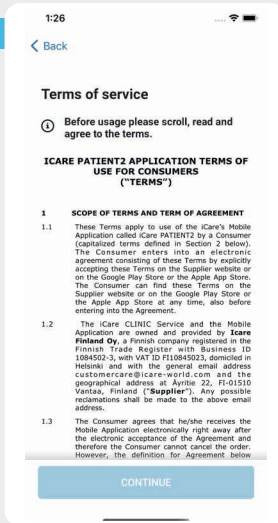 1:26
Back
Terms of service
Before usage please scroll, read and
agree to the terms.
ICARE PATIENT2 APPLICATION TERMS OF
USE FOR CONSUMERS
("TERMS")
1 SCOPE OF TERMS AND TERM OF AGREEMENT
1.1 These Terms apply to use of the iCare's Mobile
Application called iCare PATIENT2 by a Consumer
(capitalized terms defined in Section 2 below).
The Consumer enters into an electronic
agreement consisting of these Terms by explicitly
accepting these Terms on the Supplier website or
on the Google Play Store or the Apple App Store.
The Consumer can find these Terms on the
Supplier website or on the Google Play Store or
the Apple App Store at any time, also before
entering into the Agreement.
1.2 The iCare CLINIC Service and the Mobile
Application are owned and provided by Icare
Finland Oy, a Finnish company registered in the
Finnish Trade Register with Business ID
1084502-3, with VAT ID FI10845023, domiciled in
Helsinki and with the general email address
customercare@icare-world.com and the
geographical address at Äyritie 22, FI-01510
Vantaa, Finland ("Supplier"). Any possible
reclamations shall be made to the above email
address.
1.3 The Consumer agrees that he/she receives the
Mobile Application electronically right away after
the electronic acceptance of the Agreement and
therefore the Consumer cannot cancel the order.
However, the definition for Agreement below
CONTINUE